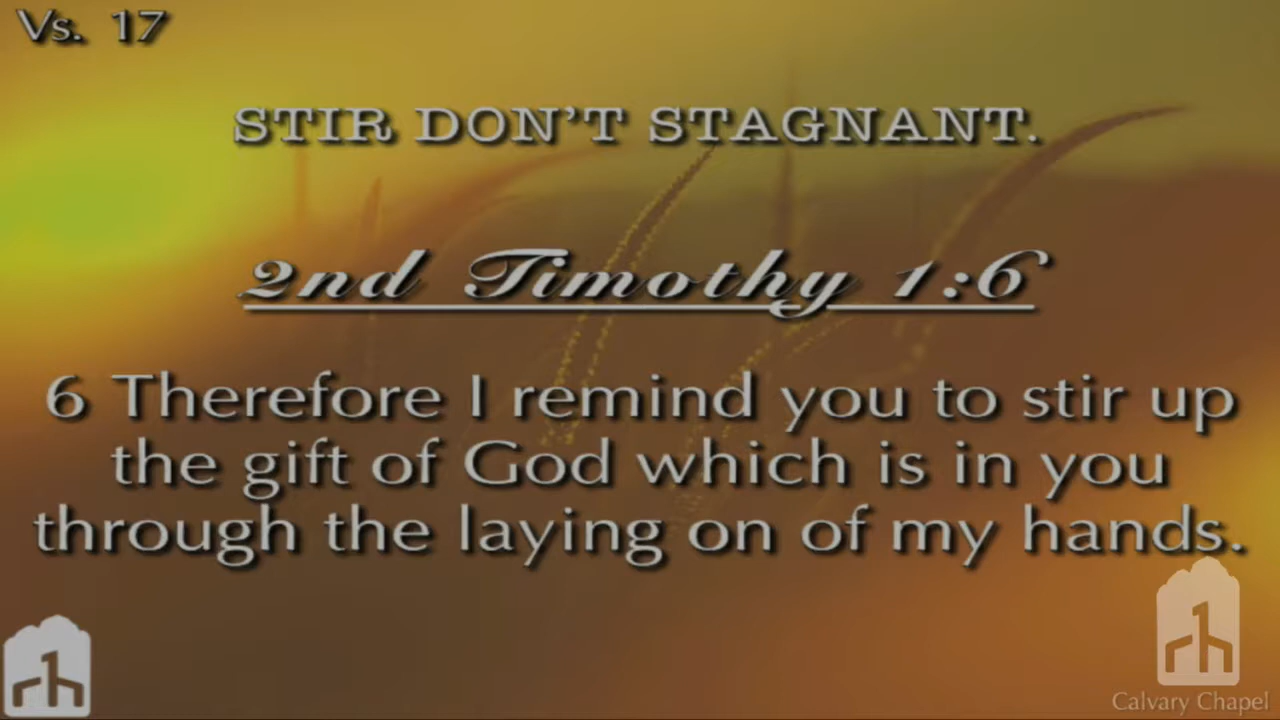 Vs. 17
STIR DON'T STAGNANT.
2nd Timothy 1:6
6 Therefore I remind you to stir up
the gift of God which is in you
through the laying on of my hands.
Calvary Chapel